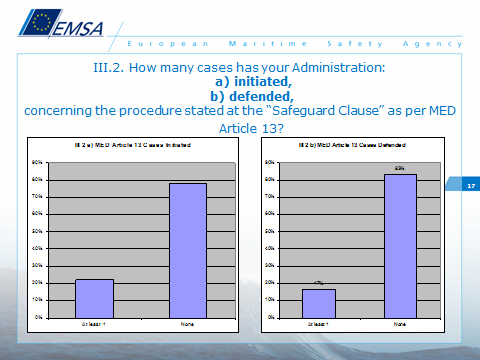 EMSA
European Maritime Safety Agency
III.2. How many cases has your Administration:
a) initiated,
b) defended,
concerning the procedure stated at the “Safeguard Clause” as per MED
Article 13?
III 2 a) MED Article 13 Cases Initiated
80%
80%
70%
60%
50%
40%
30%
20%
10%
0%
At least 1
None
III 2 b) MED Article 13 Cases Defended
80%
80%
70%
60%
50%
40%
30%
20%
10%
0%
17%
83%
At least 1
None
17